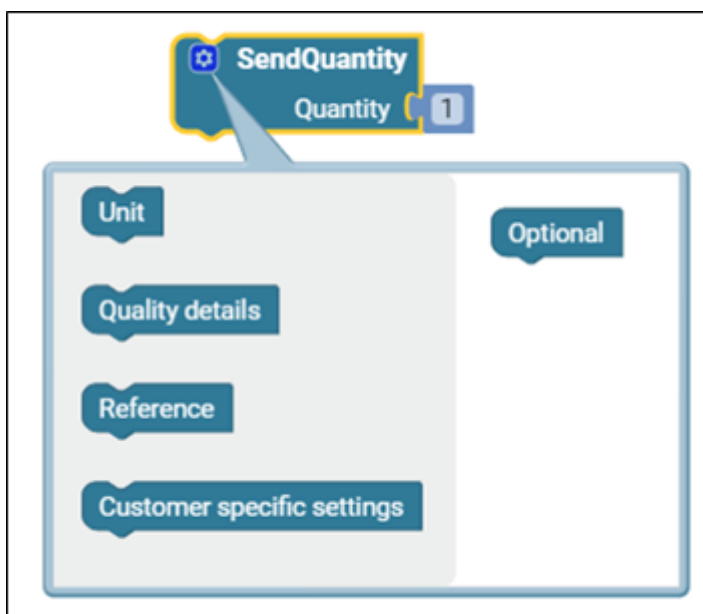 SendQuantity
Quantity 1
Unit
Optional
Quality details
Reference
Customer specific settings